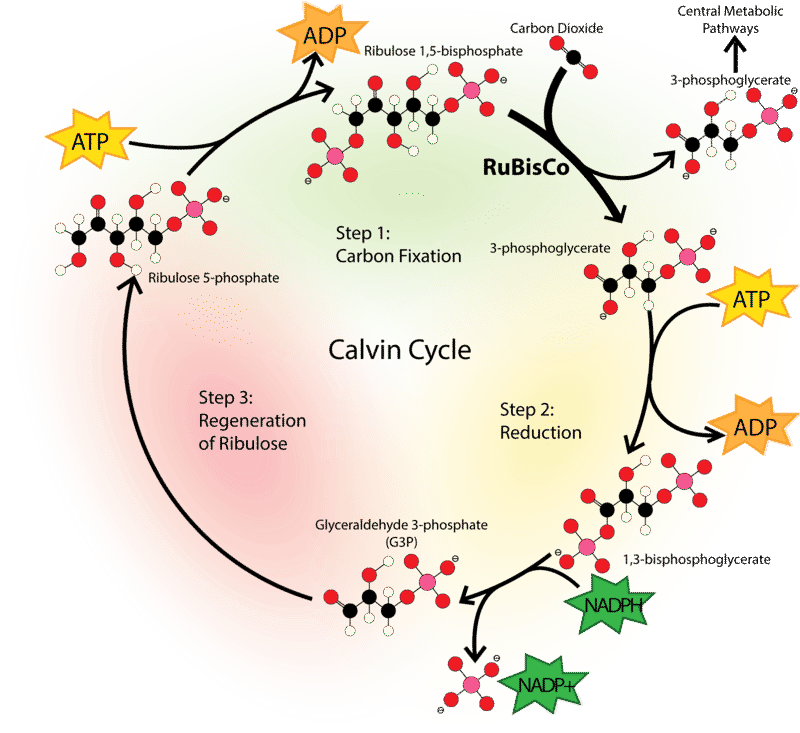 ADP
Ribulose 1,5-bisphosphate
Carbon Dioxide
Central Metabolic
Pathways
3-phosphoglycerate
ATP
RuBisCo
Step 1:
Carbon Fixation
3-phosphoglycerate
Ribulose 5-phosphate
ATP
Calvin Cycle
Step 3:
Regeneration
of Ribulose
Step 2:
Reduction
ADP
Glyceraldehyde 3-phosphate
(G3P)
1,3-bisphosphoglycerate
NADPH
NADP+